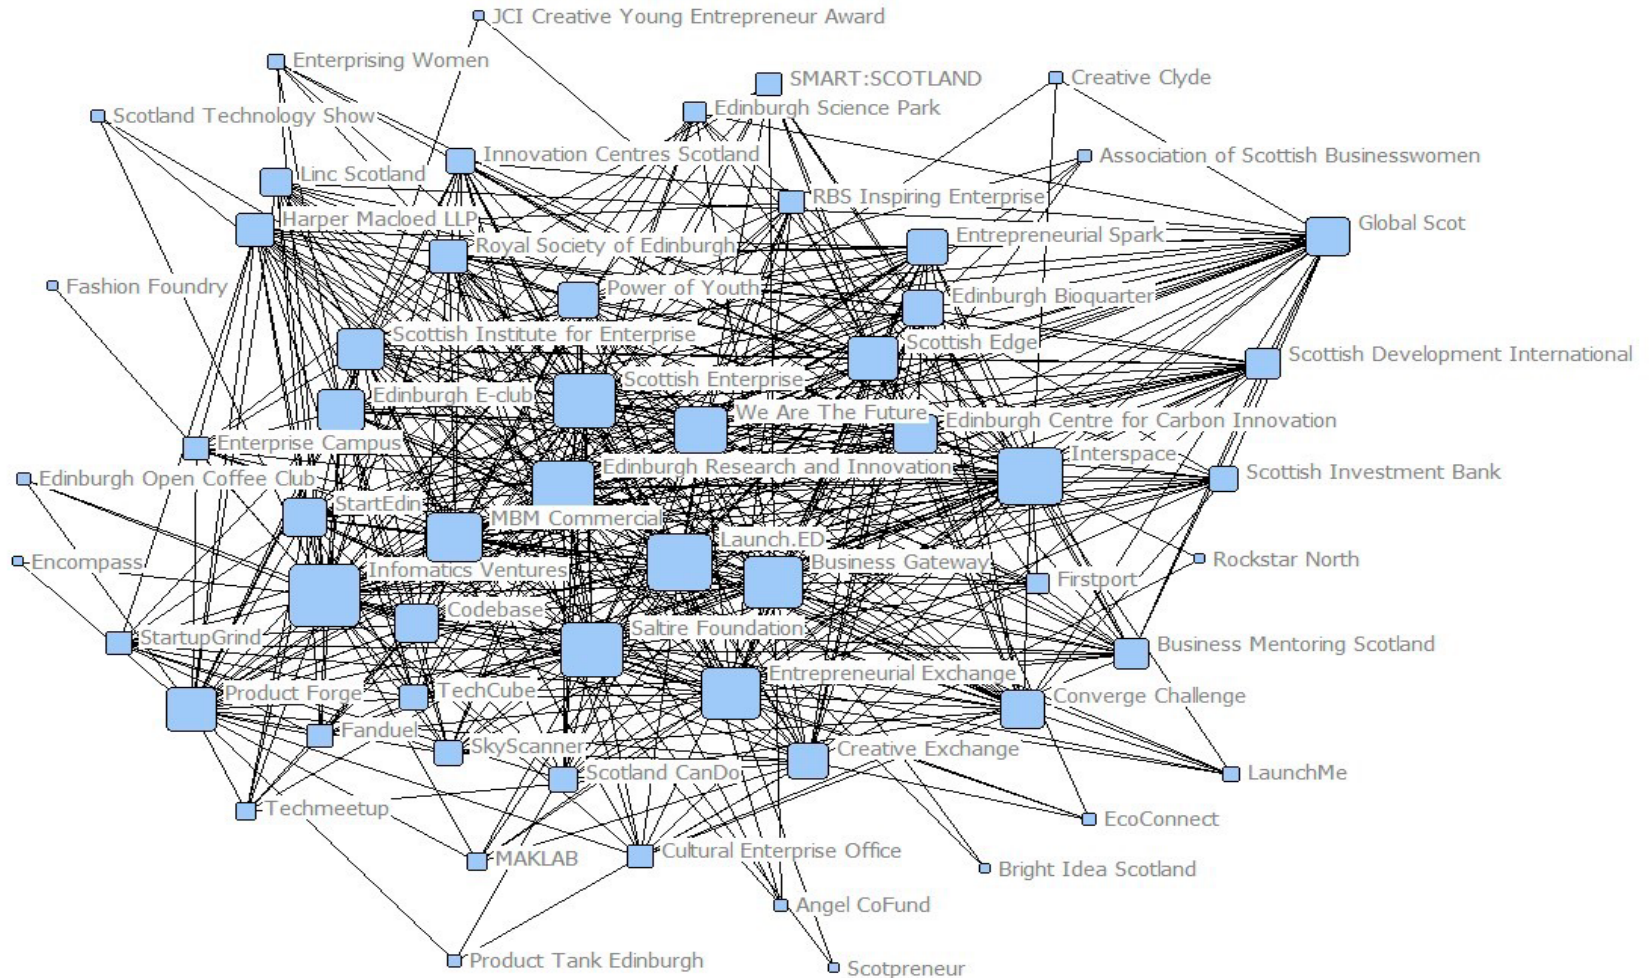 JCI Creative Young Entrepreneur Award
Enterprising Women
SMART:SCOTLAND
Creative Clyde
Edinburgh Science Park
Scotland Technology Show
Innovation Centres Scotland
Association of Scottish Businesswomen
Linc Scotland
RBS Inspiring Enterprise
Harper Macloed LLP
Global Scot
Royal Society of Edinburgh
Entrepreneurial Spark
Fashion Foundry
Power of Youth
Edinburgh Bioquarter
Scottish Institute for Enterprise
Scottish Edge
Scottish Development International
Scottish Enterprise
Edinburgh E-club
We Are The Future
Edinburgh Centre for Carbon Innovation
Enterprise Campus
Interspace
Edinburgh Research and Innovation
Scottish Investment Bank
Edinburgh Open Coffee Club
StartEdin
MBM Commercial
Launch.ED
Encompass
Infomatics Ventures
Business Gateway
Rockstar North
Firstport
Codebase
Saltire Foundation
StartupGrind
Business Mentoring Scotland
Entrepreneurial Exchange
Product Forge
TechCube
Converge Challenge
Fanduel
SkyScanner
Creative Exchange
Scotland CanDo
LaunchMe
Techmeetup
EcoConnect
MAKLAB
Cultural Enterprise Office
Bright Idea Scotland
Angel CoFund
Product Tank Edinburgh
Scotpreneur